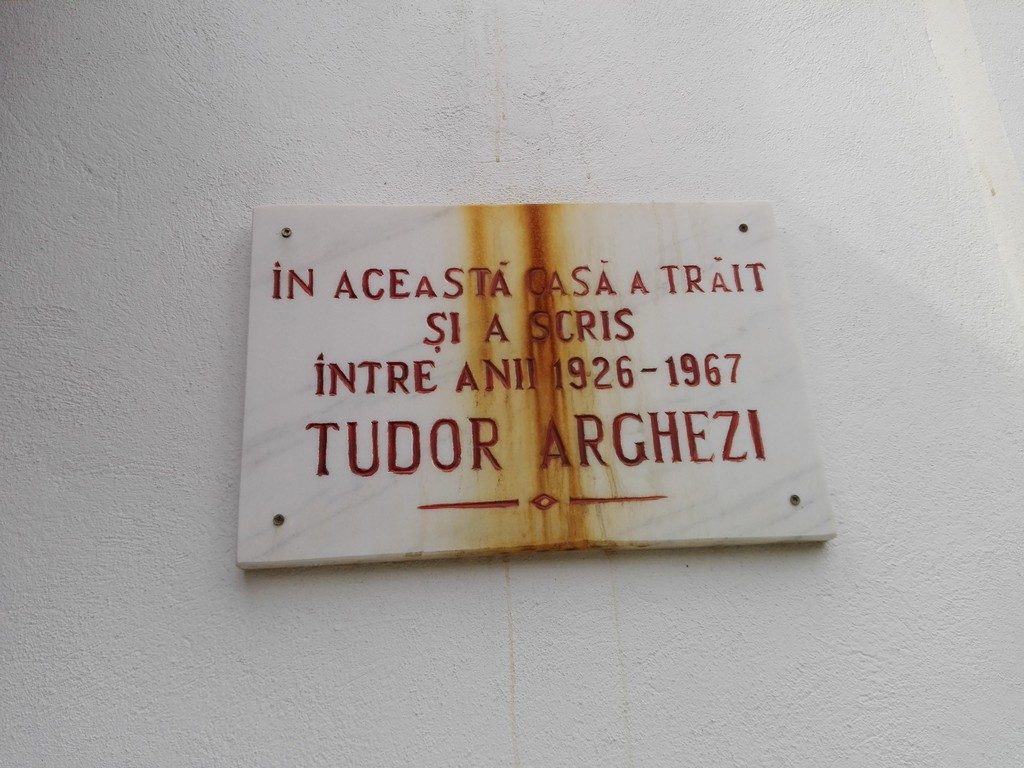 ÎN ACEASTĂ CASĂ A TRĂIT
ȘI A SCRIS
ÎNTRE ANII 1926-1967
TUDOR ARGHEZI